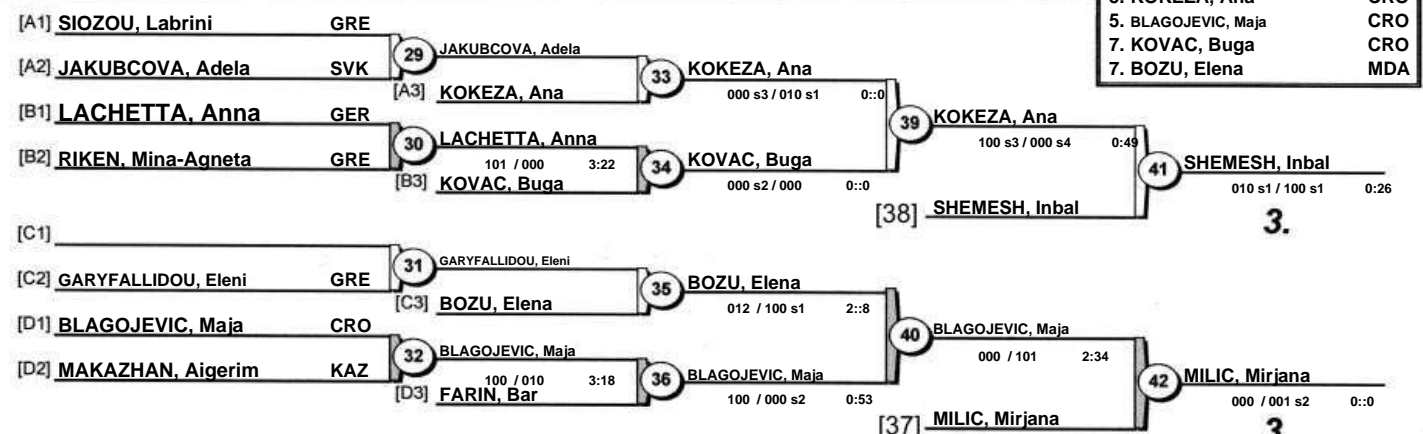 5. BLAGOJEVIC, Maja CRO
7. KOVAC, Buga CRO
7. BOZU, Elena MDA
[A1] SIOZOU, Labrini GRE
29 JAKUBCOVA, Adela
[A2] JAKUBCOVA, Adela SVK
33 KOKEZA, Ana
000 s3 / 010 s1 0::0
[A3] KOKEZA, Ana
[B1] LACHETTA, Anna GER
39 KOKEZA, Ana
100 s3 / 000 s4 0:49
30 LACHETTA, Anna
101 / 000 3:22
[B2] RIKEN, Mina-Agneta GRE
34 KOVAC, Buga
000 s2 / 000 0::0
[B3] KOVAC, Buga
41 SHEMESH, Inbal
010 s1 / 100 s1 0:26
[38] SHEMESH, Inbal
3.
[C1]
31 GARYFALLIDOU, Eleni
[C2] GARYFALLIDOU, Eleni GRE
35 BOZU, Elena
012 / 100 s1 2::8
[C3] BOZU, Elena
[D1] BLAGOJEVIC, Maja CRO
40 BLAGOJEVIC, Maja
000 / 101 2:34
32 BLAGOJEVIC, Maja
100 / 010 3:18
[D2] MAKAZHAN, Aigerim KAZ
36 BLAGOJEVIC, Maja
100 / 000 s2 0:53
[D3] FARIN, Bar
42 MILIC, Mirjana
000 / 001 s2 0::0
[37] MILIC, Mirjana